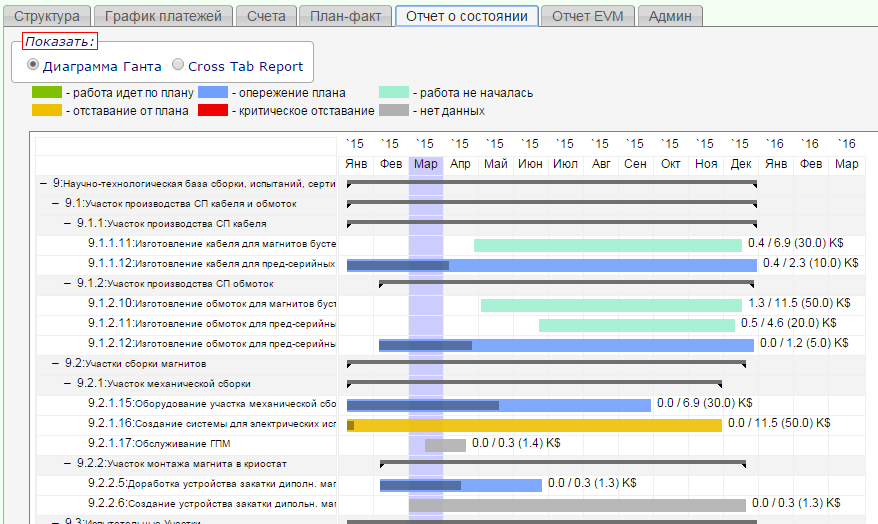 Структура График платежей Счета План-факт Отчет о состоянии Отчет EVM Админ
Показать:
Диаграмма Ганта Cross Tab Report
- работа идет по плану - опережение плана - работа не началась
- отставание от плана - критическое отставание - нет данных
`15 `15 `15 `15 `15 `15 `15 `15 `15 `15 `15 `15 `16 `16 `16
Янв Фев Мар Апр Май Июн Июл Авг Сен Окт Ноя Дек Янв Фев Мар
– 9:Научно-технологическая база сборки, испытаний, серти
– 9.1:Участок производства СП кабеля и обмоток
– 9.1.1:Участок производства СП кабеля
9.1.1.11:Изготовление кабеля для магнитов бусте 0.4 / 6.9 (30.0) K$
9.1.1.12:Изготовление кабеля для пред-серийных 0.4 / 2.3 (10.0) K$
– 9.1.2:Участок производства СП обмоток
9.1.2.10:Изготовление обмоток для магнитов буст 1.3 / 11.5 (50.0) K$
9.1.2.11:Изготовление обмоток для пред-серийны 0.5 / 4.6 (20.0) K$
9.1.2.12:Изготовление обмоток для пред-серийны 0.0 / 1.2 (5.0) K$
– 9.2:Участки сборки магнитов
– 9.2.1:Участок механической сборки
9.2.1.15:Оборудование участка механической сбо 0.0 / 6.9 (30.0) K$
9.2.1.16:Создание системы для электрических исп 0.0 / 11.5 (50.0) K$
9.2.1.17:Обслуживание ГПМ 0.0 / 0.3 (1.4) K$
– 9.2.2:Участок монтажа магнита в криостат
9.2.2.5:Доработка устройства закатки диполн. маг 0.0 / 0.3 (1.3) K$
9.2.2.6:Создание устройства закатки дипольн. маг 0.0 / 0.3 (1.3) K$
– 9.3:Испытательные Участки